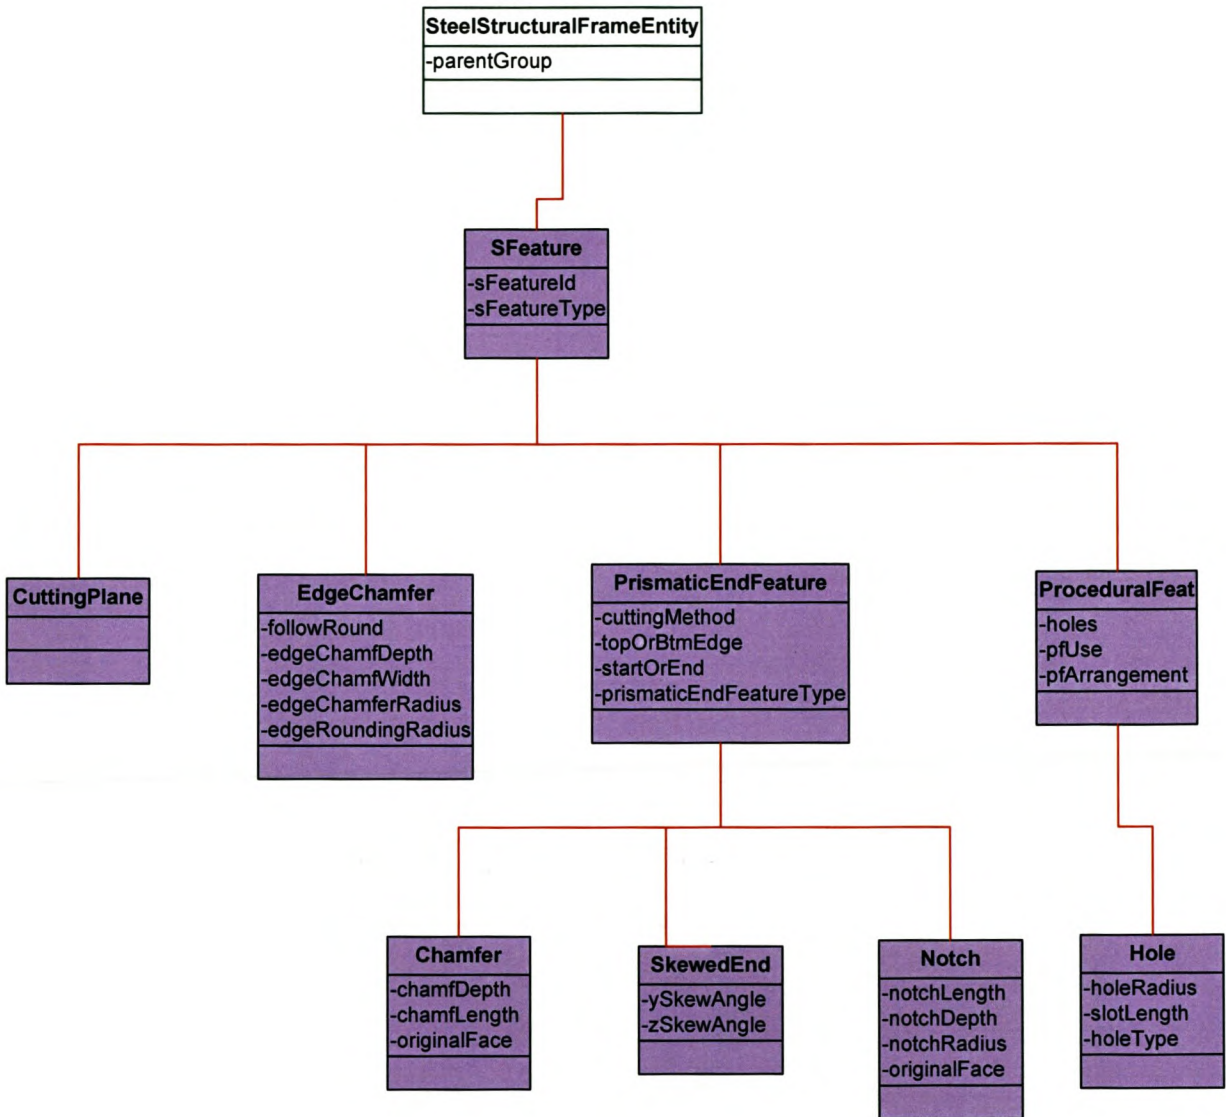 SteelStructuralFrameEntity
-parentGroup
SFeature
-sFeatureId
-sFeatureType
CuttingPlane
EdgeChamfer
-followRound
-edgeChamfDepth
-edgeChamfWidth
-edgeChamferRadius
-edgeRoundingRadius
PrismaticEndFeature
-cuttingMethod
-topOrBtmEdge
-startOrEnd
-prismaticEndFeatureType
ProceduralFeat
-holes
-pfUse
-pfArrangement
Chamfer
-chamfDepth
-chamfLength
-originalFace
SkewedEnd
-ySkewAngle
-zSkewAngle
Notch
-notchLength
-notchDepth
-notchRadius
-originalFace
Hole
-holeRadius
-slotLength
-holeType